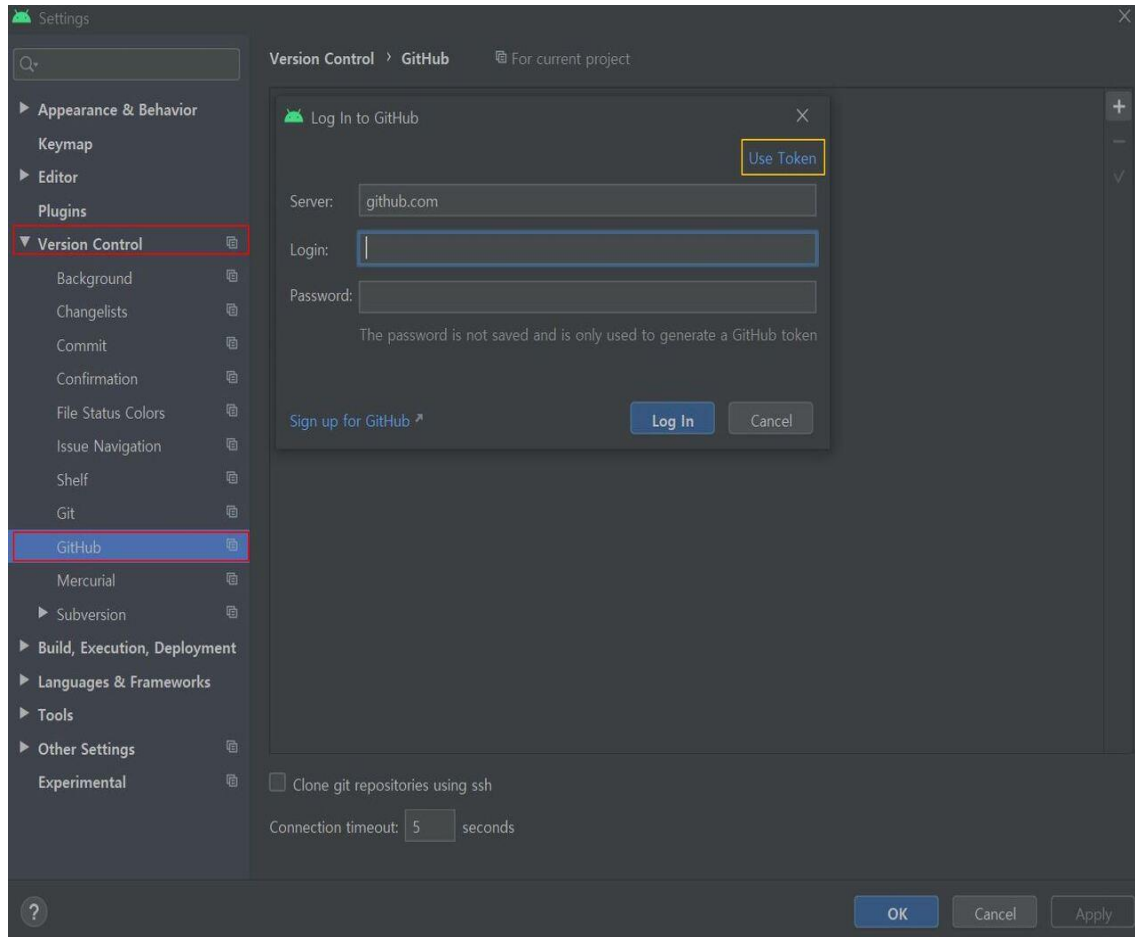 Settings
Version Control › GitHub For current project
Appearance & Behavior
Keymap
Editor
Plugins
Version Control
Background
Changelists
Commit
Confirmation
File Status Colors
Issue Navigation
Shelf
Git
GitHub
Mercurial
Subversion
Build, Execution, Deployment
Languages & Frameworks
Tools
Other Settings
Experimental
Log In to GitHub
Use Token
Server: github.com
Login:
Password:
The password is not saved and is only used to generate a GitHub token
Sign up for GitHub ↗ Log In Cancel
Clone git repositories using ssh
Connection timeout: 5 seconds
? OK Cancel Apply